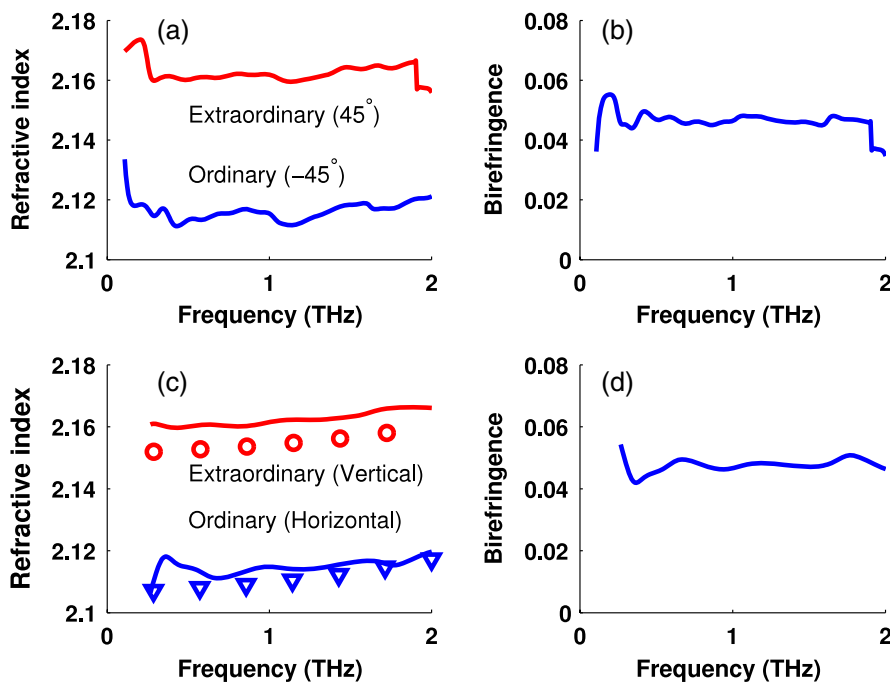 (a)
2.18
2.16
2.14
2.12
2.1
Refractive index
Extraordinary (45°)
Ordinary (−45°)
0
1
2
Frequency (THz)
(b)
0.08
0.06
0.04
0.02
0
Birefringence
0
1
2
Frequency (THz)
(c)
2.18
2.16
2.14
2.12
2.1
Refractive index
Extraordinary (Vertical)
Ordinary (Horizontal)
0
1
2
Frequency (THz)
(d)
0.08
0.06
0.04
0.02
0
Birefringence
0
1
2
Frequency (THz)